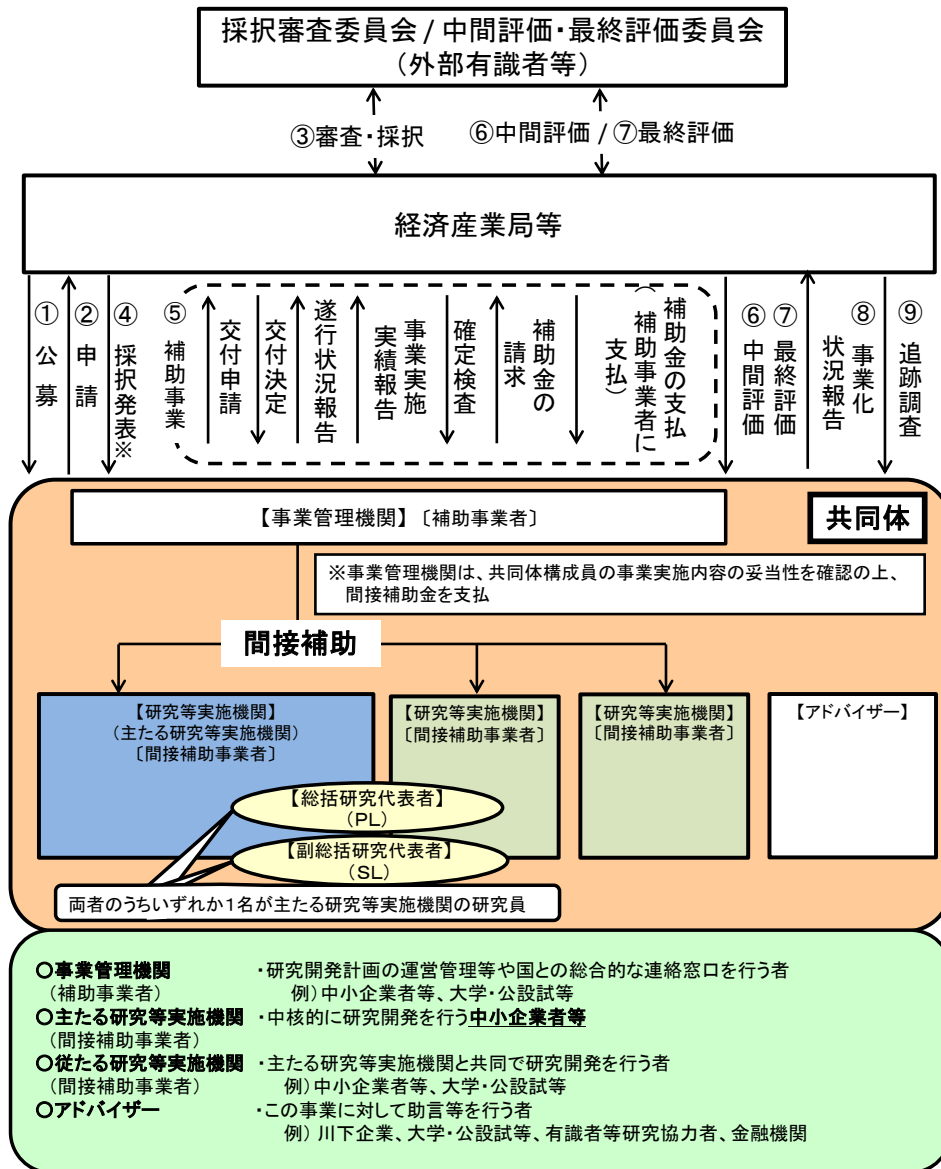 採択審査委員会 / 中間評価・最終評価委員会
（外部有識者等）
③審査・採択
⑥中間評価 / ⑦最終評価
経済産業局等
①公募
②申請
④採択発表※
⑤補助事業
交付申請
交付決定
遂行状況報告
事業実施
実績報告
確定検査
補助金の
請求
補助金の支払
（補助事業者に
支払）
⑥中間評価
⑦最終評価
⑧事業化
状況報告
⑨追跡調査
共同体
【事業管理機関】〔補助事業者〕
※事業管理機関は、共同体構成員の事業実施内容の妥当性を確認の上、
間接補助金を支払
間接補助
【研究等実施機関】
(主たる研究等実施機関)
〔間接補助事業者〕
【研究等実施機関】
〔間接補助事業者〕
【研究等実施機関】
〔間接補助事業者〕
【アドバイザー】
【総括研究代表者】
（PL）
【副総括研究代表者】
（SL）
両者のうちいずれか１名が主たる研究等実施機関の研究員
○事業管理機関 ・研究開発計画の運営管理等や国との総合的な連絡窓口を行う者
（補助事業者） 例）中小企業者等、大学・公設試等
○主たる研究等実施機関 ・中核的に研究開発を行う中小企業者等
（間接補助事業者）
○従たる研究等実施機関 ・主たる研究等実施機関と共同で研究開発を行う者
（間接補助事業者） 例）中小企業者等、大学・公設試等
○アドバイザー ・この事業に対して助言等を行う者
例） 川下企業、大学・公設試等、有識者等研究協力者、金融機関